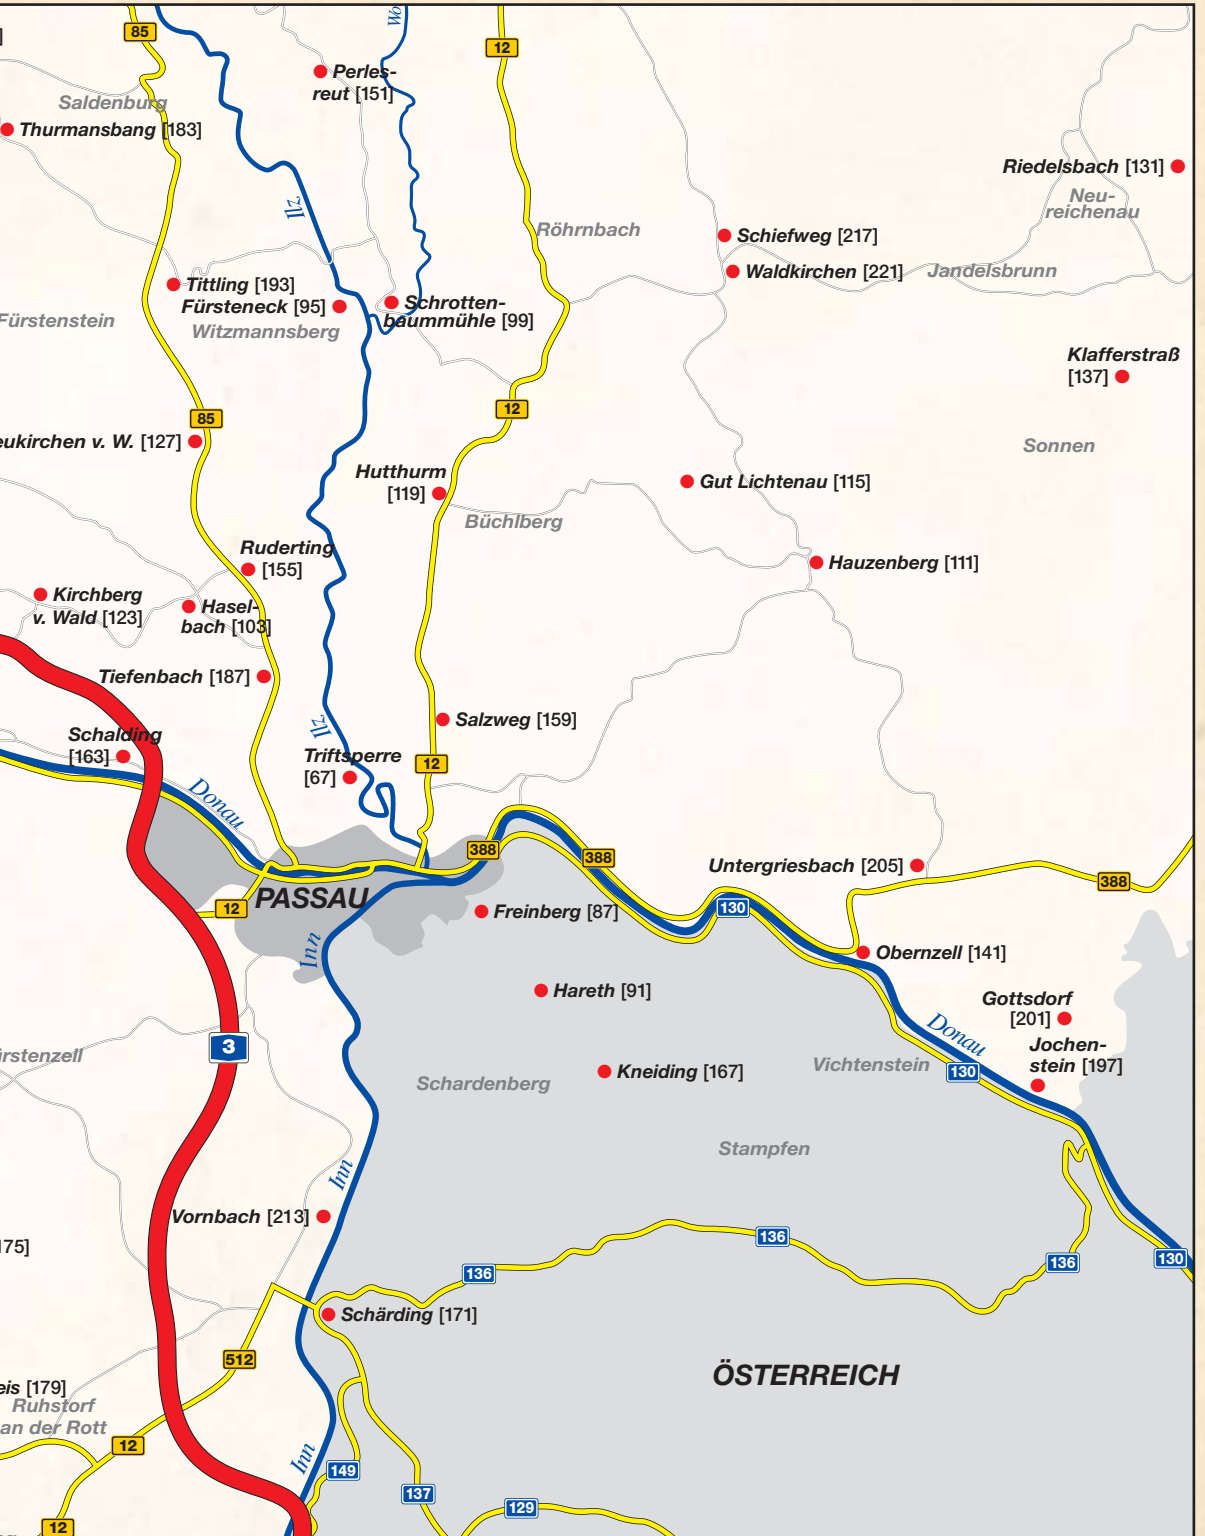 85
Wo
12
]
Perles-
reut [151]
Saldenburg
Thurmansbang [183]
Riedelsbach [131]
Neu-
reichenau
Ilz
Röhrnbach
Schiefweg [217]
Waldkirchen [221]
Jandelsbrunn
Tittling [193]
Fürsteneck [95]
Schrotten-
baummühle [99]
Fürstenstein
Witzmannsberg
Klafferstraß
[137]
85
12
eukirchen v. W. [127]
Sonnen
Hutthurm
[119]
Gut Lichtenau [115]
Büchlberg
Ruderting
[155]
Hauzenberg [111]
Kirchberg
v. Wald [123]
Hasel-
bach [103]
Tiefenbach [187]
Salzweg [159]
Ilz
Schalding
[163]
Triftsperre
[67]
12
Donau
388
388
Untergriesbach [205]
388
PASSAU
12
130
Freinberg [87]
Inn
Obernzell [141]
Hareth [91]
Gottsdorf
[201]
Donau
3
Jochen-
stein [197]
ürstenzell
Schardenberg
Kneiding [167]
Vichtenstein
130
Stampfen
Inn
Vornbach [213]
175]
136
136
136
130
Schärding [171]
512
ÖSTERREICH
eis [179]
Ruhstorf
an der Rott
12
Inn
149
137
129
12